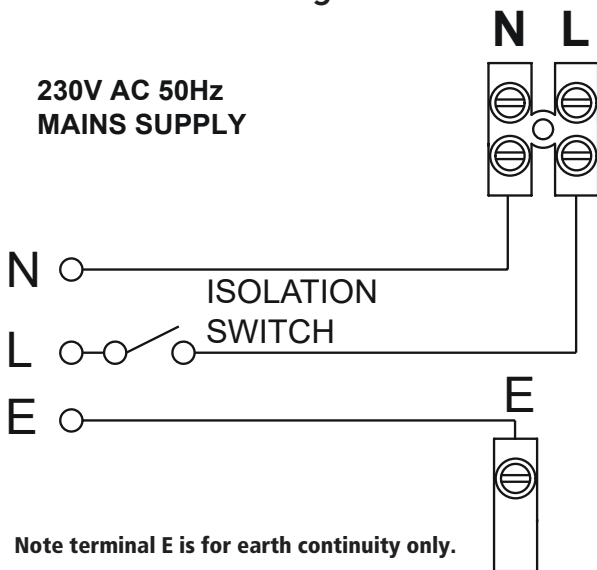 N L
230V AC 50Hz
MAINS SUPPLY
N
ISOLATION
L
SWITCH
E
E
Note terminal E is for earth continuity only.